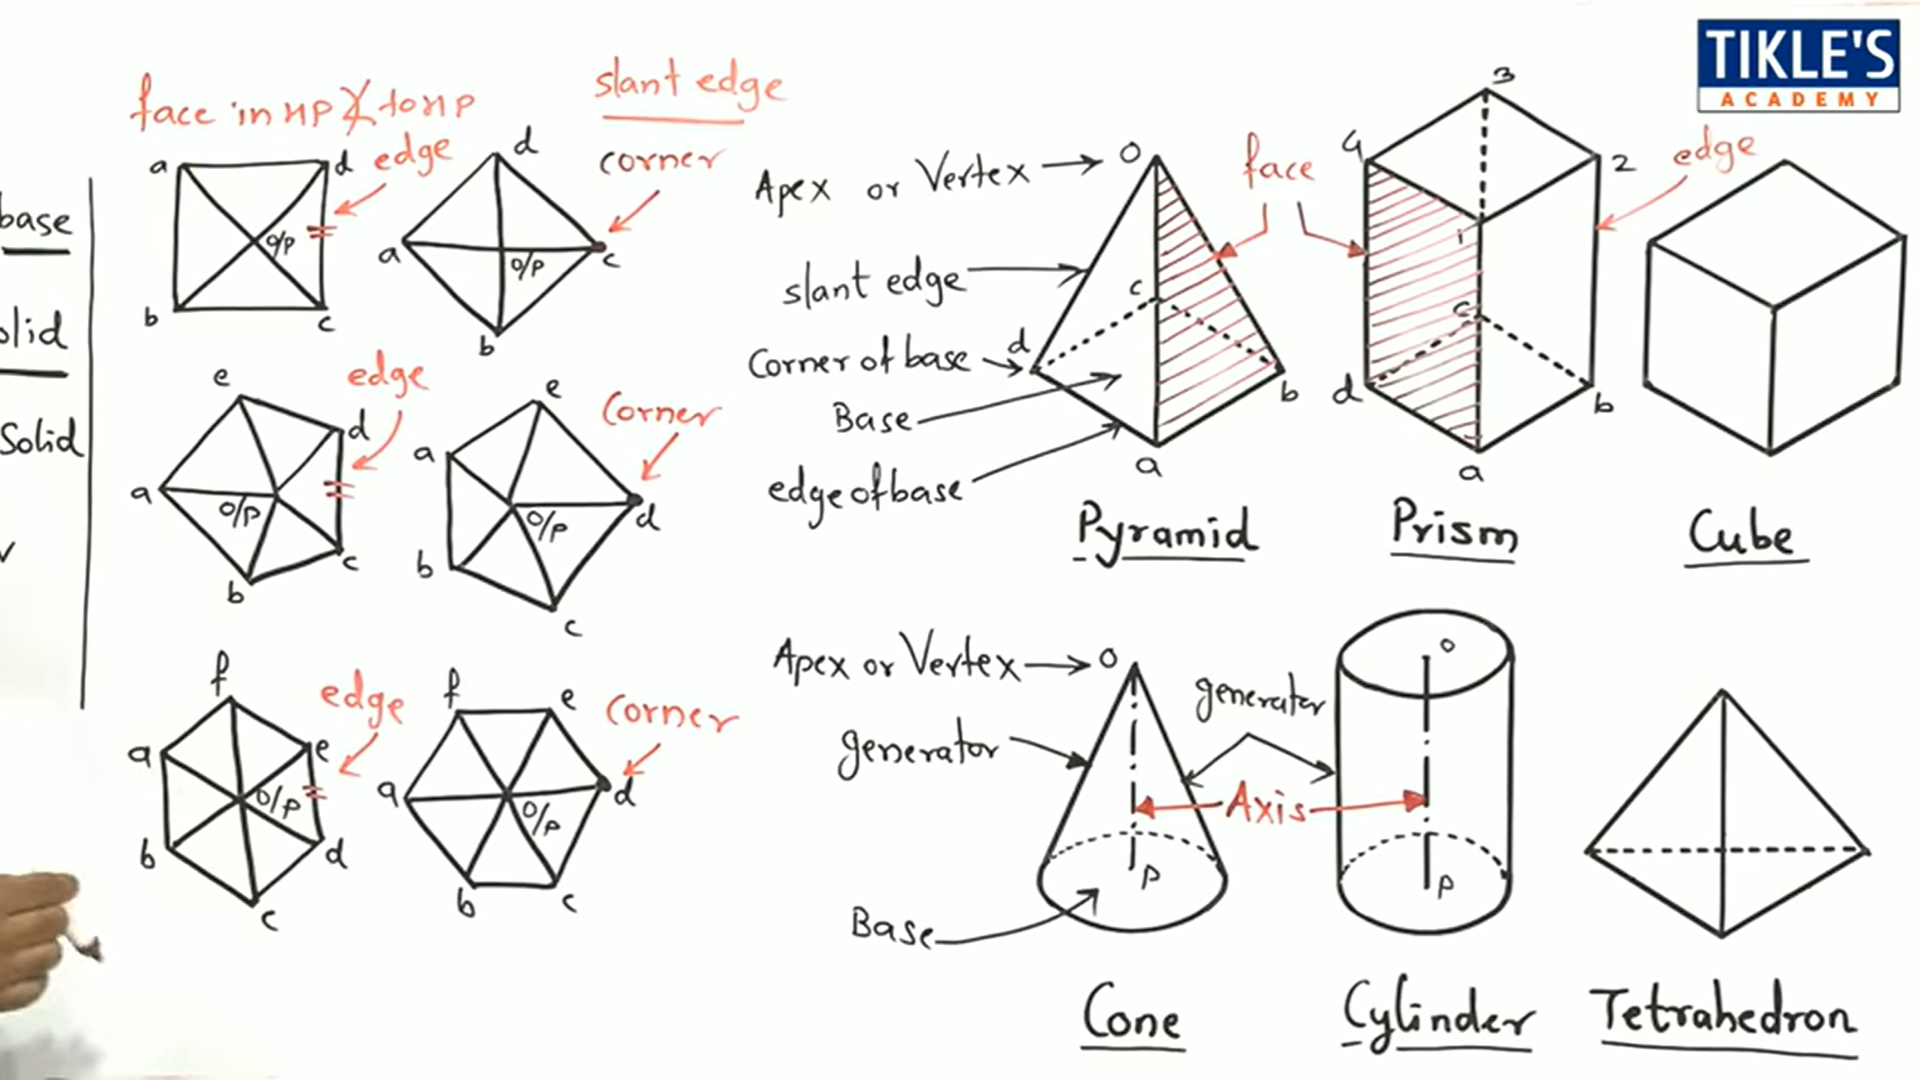 TIKLE'S
ACADEMY
base
Solid
face in HP / to HP
slant edge
a d edge
b c
o/p
d corner
a c
b
o/p
e edge
a d
b c
o/p
e corner
a d
b c
o/p
f edge
a e
b d
c
o/p
f e corner
a d
b c
o/p
Apex or Vertex
slant edge
Corner of base
Base
edge of base
o
c
d
b
a
face
Pyramid
3
4
2
1
c
d
b
a
edge
Prism
Cube
Apex or Vertex
generator
Base
o
p
generator
Axis
Cone
o
p
Cylinder
Tetrahedron